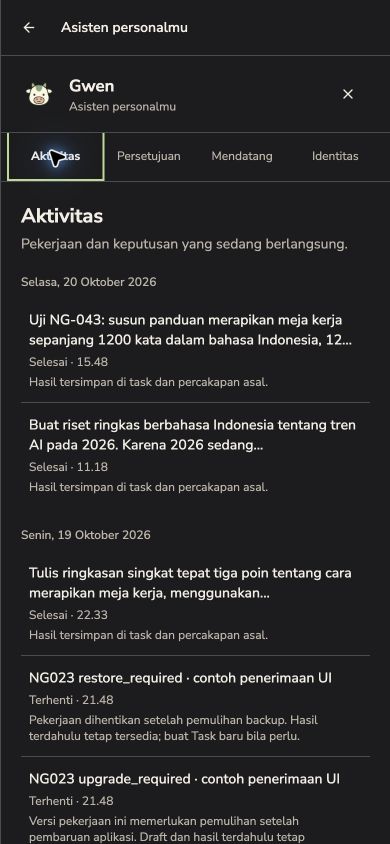 Asisten personalmu
Gwen
Asisten personalmu
Aktivitas
Persetujuan
Mendatang
Identitas
Aktivitas
Pekerjaan dan keputusan yang sedang berlangsung.
Selasa, 20 Oktober 2026
Uji NG-043: susun panduan merapikan meja kerja
sepanjang 1200 kata dalam bahasa Indonesia, 12...
Selesai · 15.48
Hasil tersimpan di task dan percakapan asal.
Buat riset ringkas berbahasa Indonesia tentang tren
AI pada 2026. Karena 2026 sedang...
Selesai · 11.18
Hasil tersimpan di task dan percakapan asal.
Senin, 19 Oktober 2026
Tulis ringkasan singkat tepat tiga poin tentang cara
merapikan meja kerja, menggunakan...
Selesai · 22.33
Hasil tersimpan di task dan percakapan asal.
NG023 restore_required · contoh penerimaan UI
Terhenti · 21.48
Pekerjaan dihentikan setelah pemulihan backup. Hasil
terdahulu tetap tersedia; buat Task baru bila perlu.
NG023 upgrade_required · contoh penerimaan UI
Terhenti · 21.48
Versi pekerjaan ini memerlukan pemulihan setelah
pembaruan aplikasi. Draft dan hasil terdahulu tetap